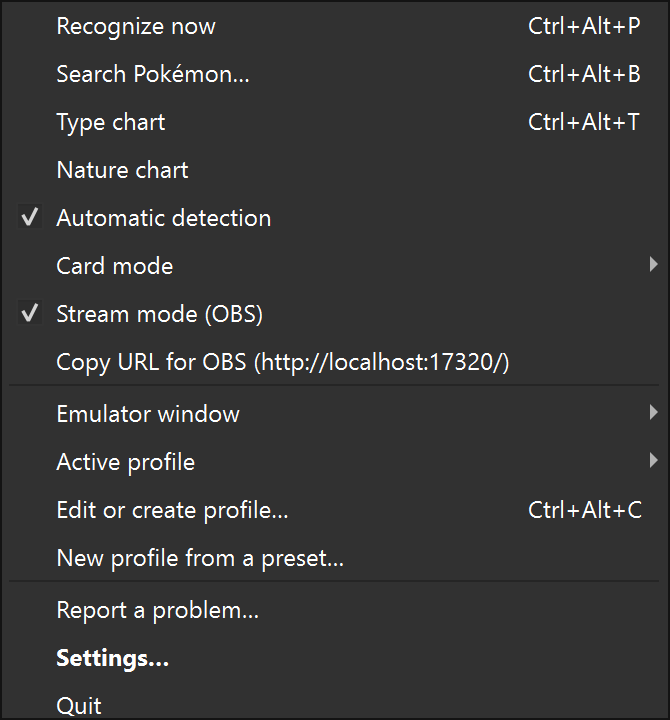 Recognize now Ctrl+Alt+P
Search Pokémon... Ctrl+Alt+B
Type chart Ctrl+Alt+T
Nature chart
Automatic detection
Card mode
Stream mode (OBS)
Copy URL for OBS (http://localhost:17320/)
Emulator window
Active profile
Edit or create profile... Ctrl+Alt+C
New profile from a preset...
Report a problem...
Settings...
Quit